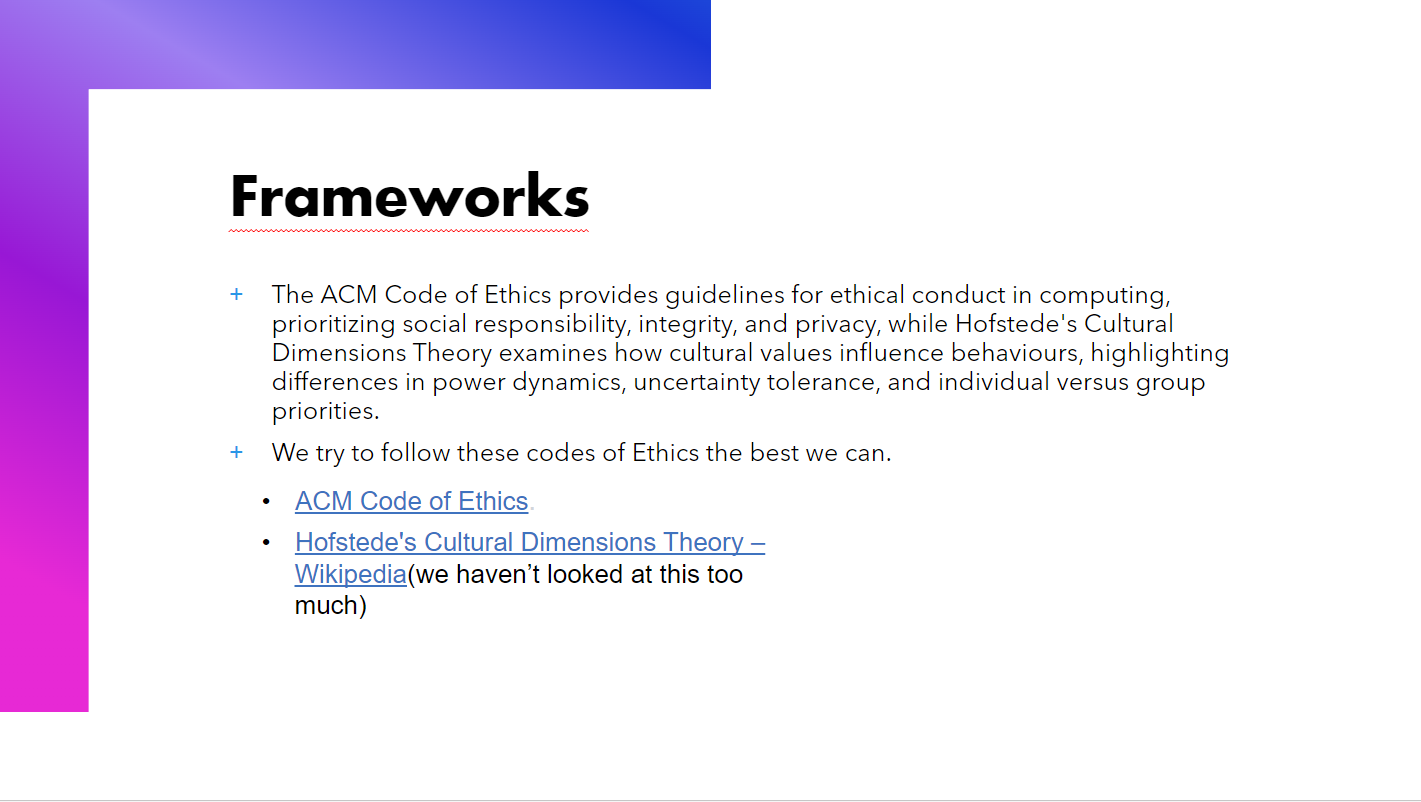 Frameworks
+ The ACM Code of Ethics provides guidelines for ethical conduct in computing,
prioritizing social responsibility, integrity, and privacy, while Hofstede's Cultural
Dimensions Theory examines how cultural values influence behaviours, highlighting
differences in power dynamics, uncertainty tolerance, and individual versus group
priorities.
+ We try to follow these codes of Ethics the best we can.
• ACM Code of Ethics.
• Hofstede's Cultural Dimensions Theory –
Wikipedia(we haven’t looked at this too
much)